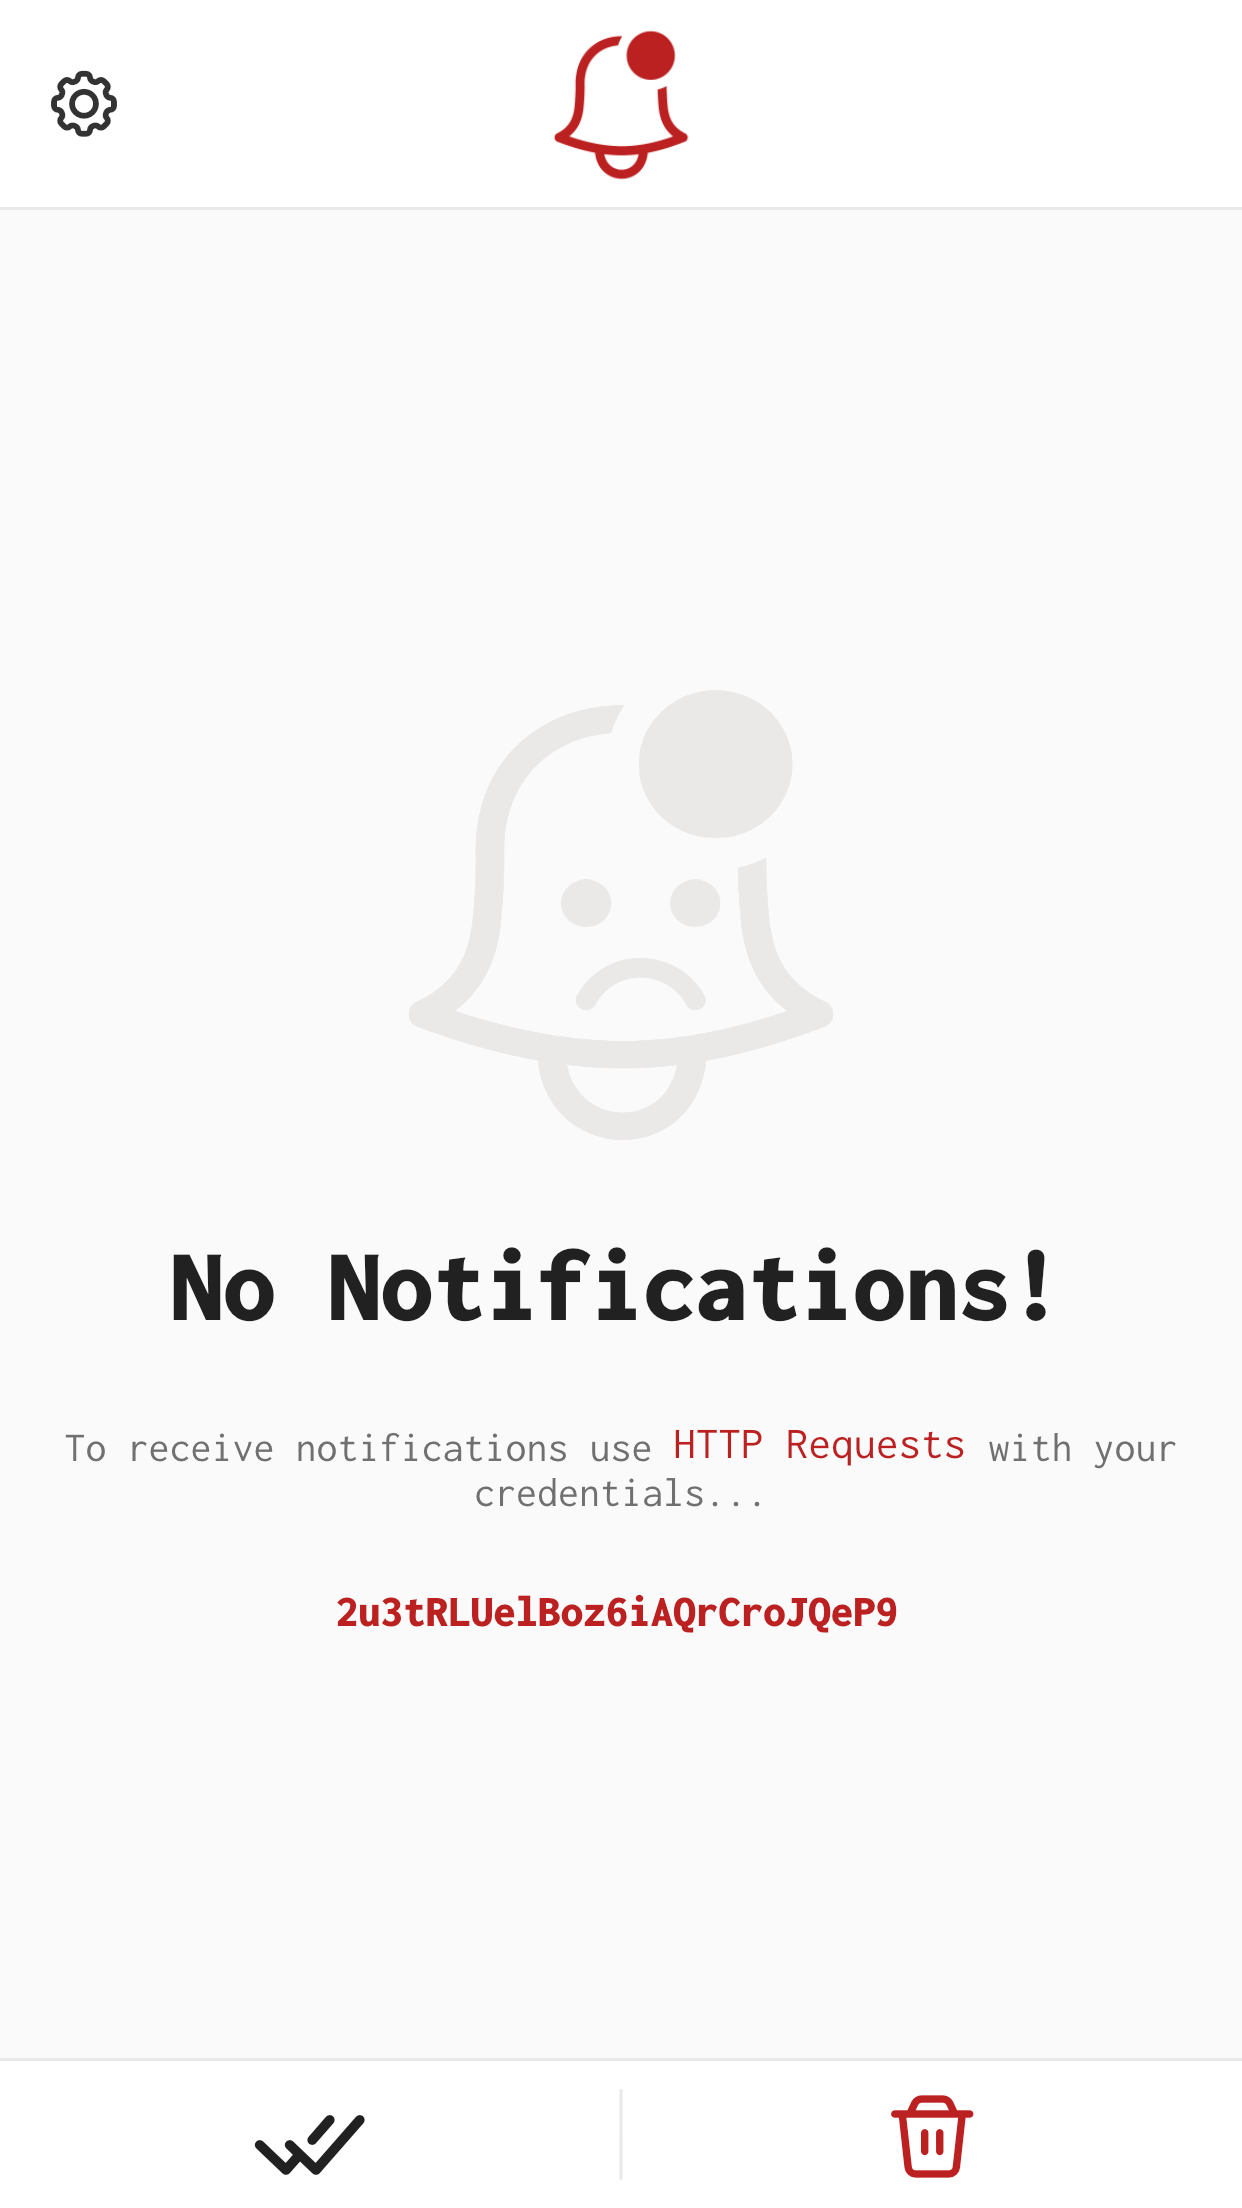 No Notifications!
To receive notifications use HTTP Requests with your
credentials...
2u3tRLUelBoz6iAQrCroJQeP9